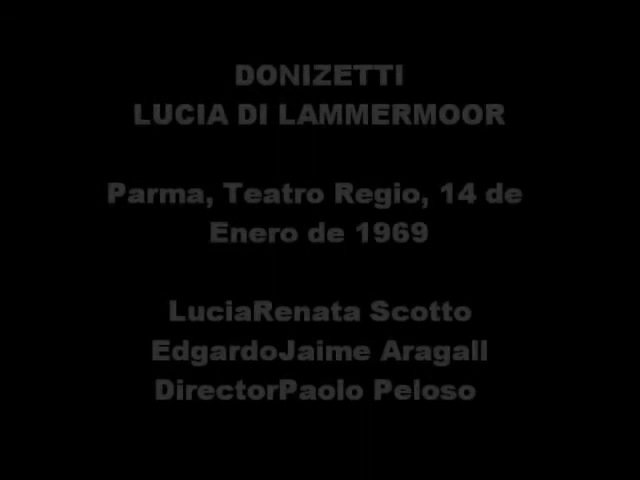 DONIZETTI
LUCIA DI LAMMERMOOR
Parma, Teatro Regio, 14 de
Enero de 1969
LuciaRenata Scotto
EdgardoJaime Aragall
DirectorPaolo Peloso